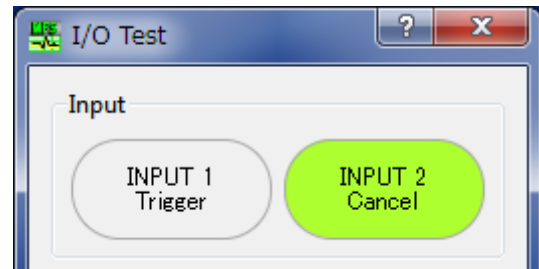 I/O Test
Input
INPUT 1
Trigger
INPUT 2
Cancel